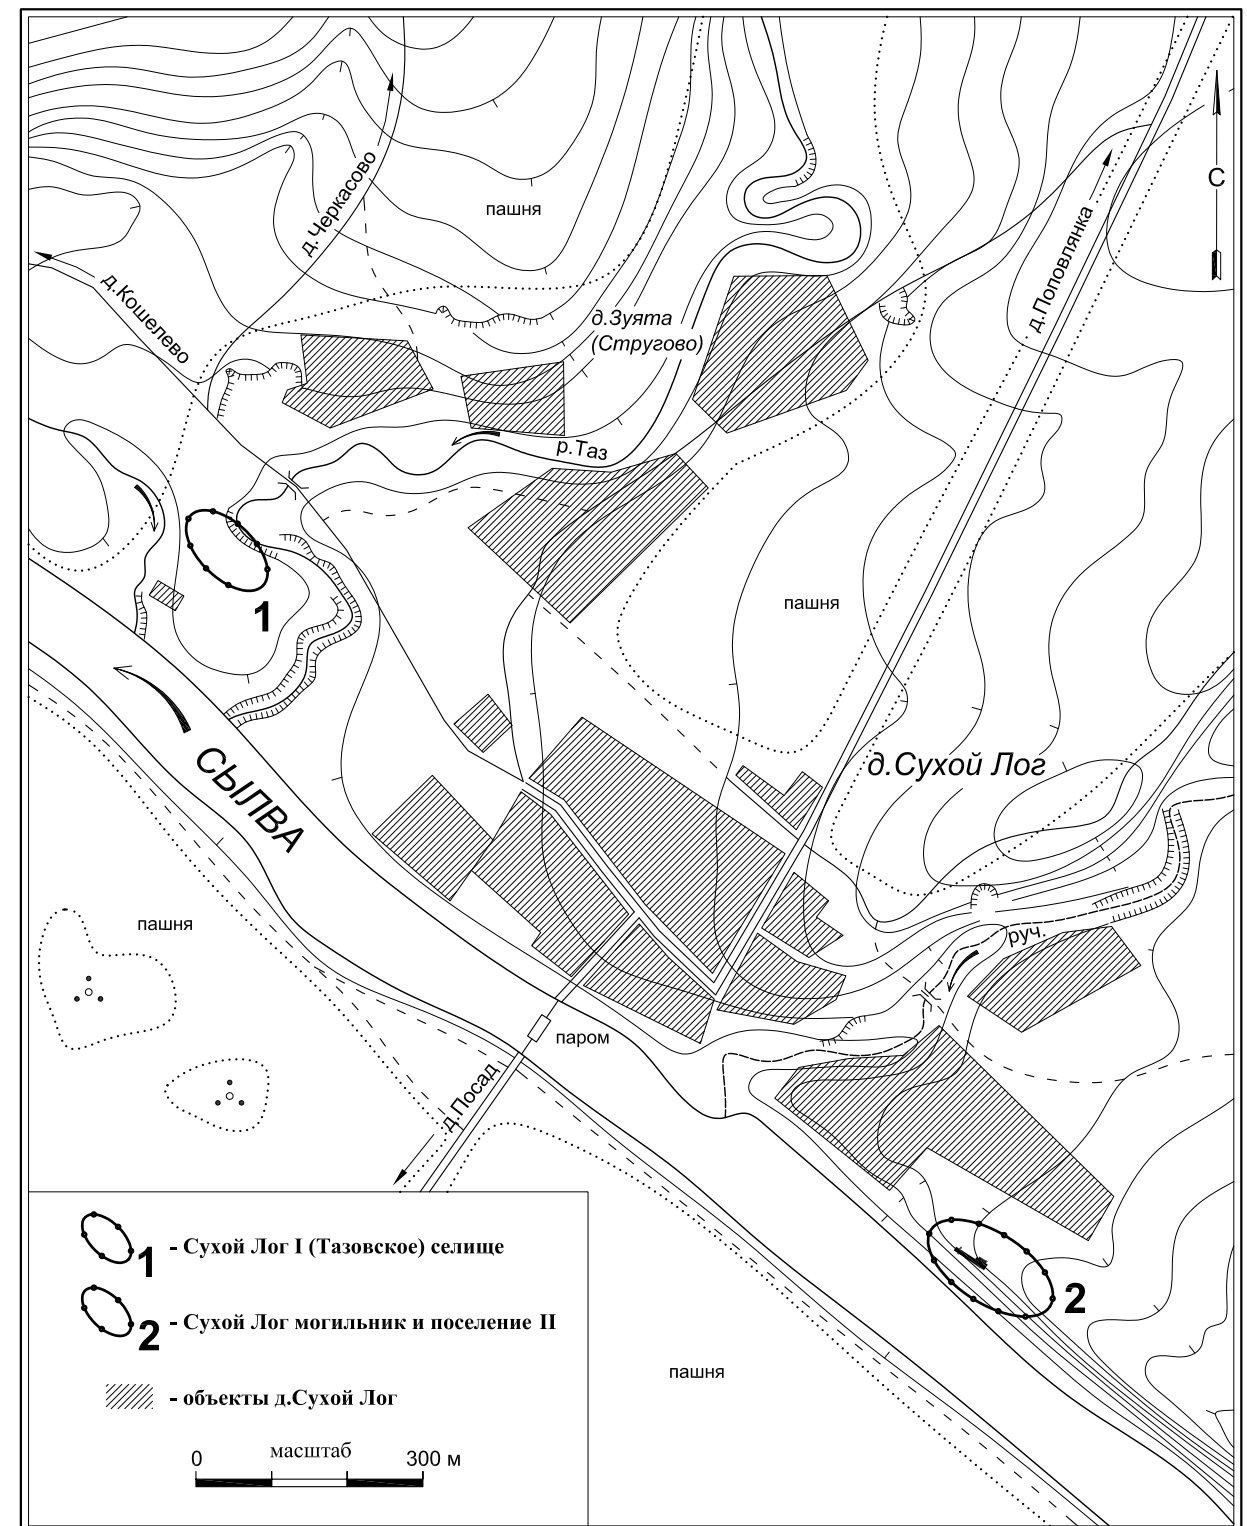 пашня
С
д.Черкасово
д.Кошелево
д.Поповлянка
д.Зуята
(Стругово)
р.Таз
1
пашня
СЫЛВА
д.Сухой Лог
пашня
руч.
паром
д.Посад
2
пашня
1 - Сухой Лог I (Тазовское) селище
2 - Сухой Лог могильник и поселение II
- объекты д.Сухой Лог
масштаб
0 300 м